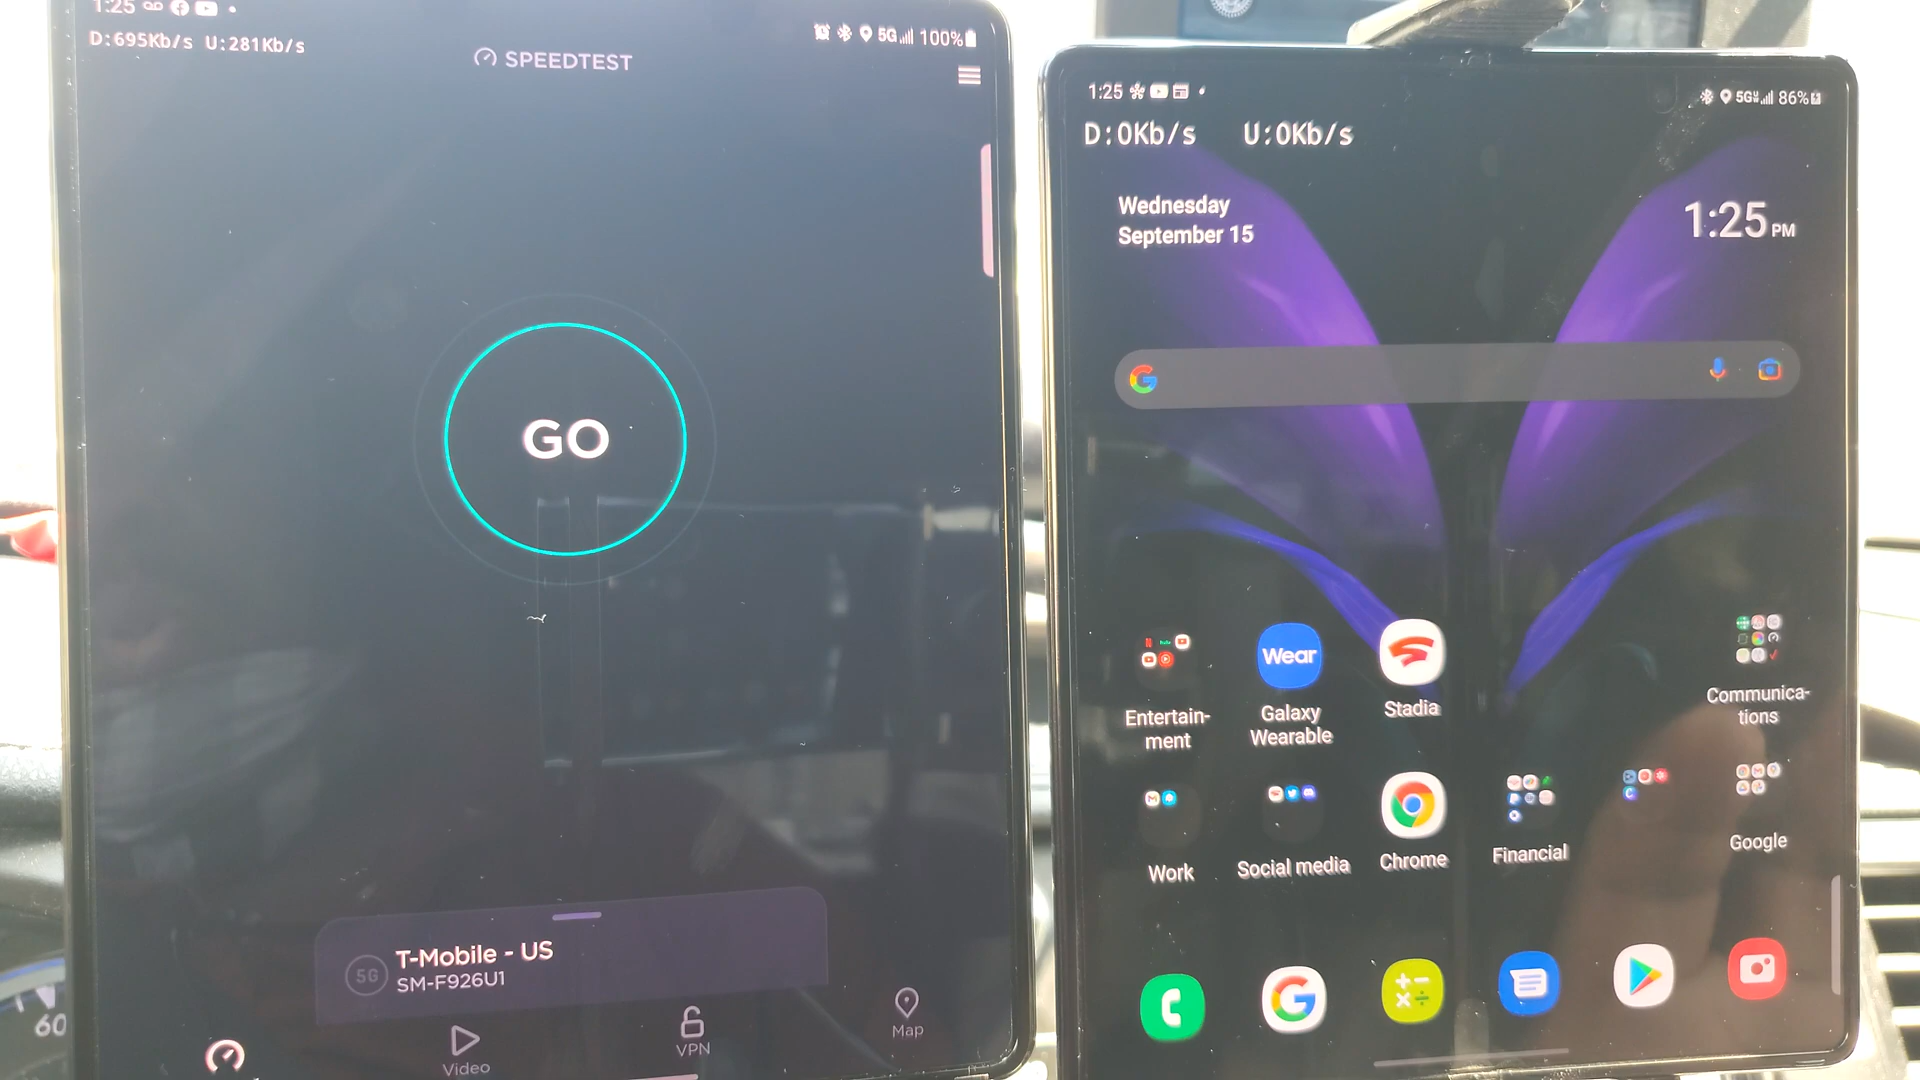 1:25
D:695Kb/s U:281Kb/s
5G 100%
SPEEDTEST
GO
5G
T-Mobile - US
SM-F926U1
Video
VPN
Map
60
1:25
5G 86%
D:0Kb/s U:0Kb/s
Wednesday
September 15
1:25 PM
Entertain-
ment
Wear
Galaxy
Wearable
Stadia
Communica-
tions
Work
Social media
Chrome
Financial
Google